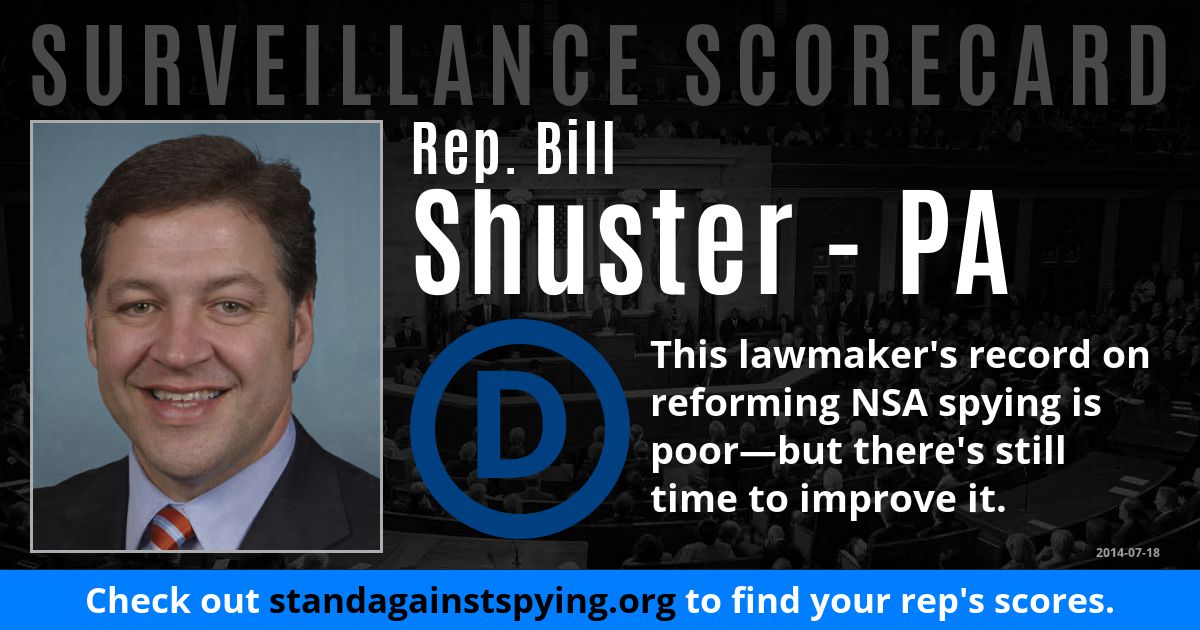 SURVEILLANCE SCORECARD
Rep. Bill
Shuster - PA
D
This lawmaker's record on
reforming NSA spying is
poor—but there's still
time to improve it.
2014-07-18
Check out standagainstspying.org to find your rep's scores.